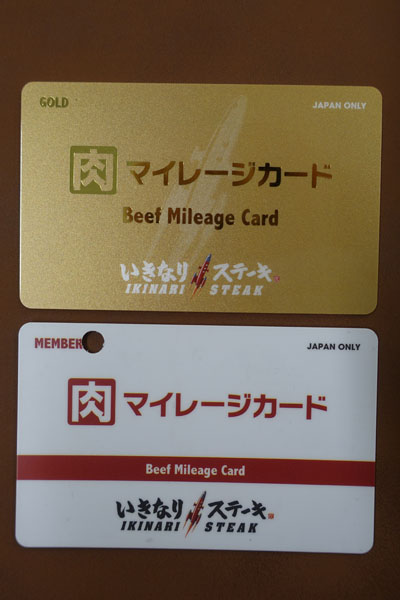 GOLD
JAPAN ONLY
肉 マイレージカード
Beef Mileage Card
いきなりステーキ
IKINARI STEAK
MEMBER
JAPAN ONLY
肉 マイレージカード
Beef Mileage Card
いきなりステーキ
IKINARI STEAK